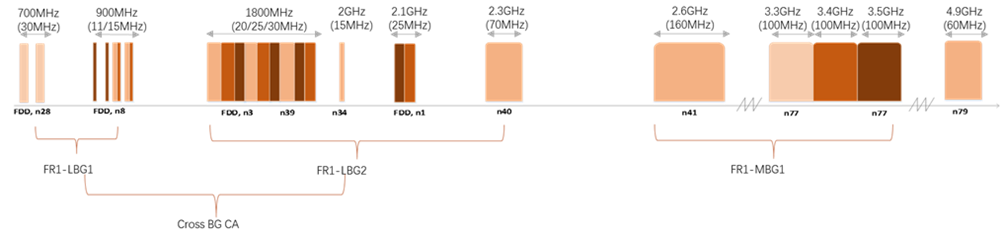 700MHz
(30MHz)
900MHz
(11/15MHz)
1800MHz
(20/25/30MHz)
2GHz
(15MHz)
2.1GHz
(25MHz)
2.3GHz
(70MHz)
2.6GHz
(160MHz)
3.3GHz
(100MHz)
3.4GHz
(100MHz)
3.5GHz
(100MHz)
4.9GHz
(60MHz)
FDD, n28
FDD, n8
FDD, n3
n39
n34
FDD, n1
n40
n41
n77
n77
n79
FR1-LBG1
FR1-LBG2
FR1-MBG1
Cross BG CA